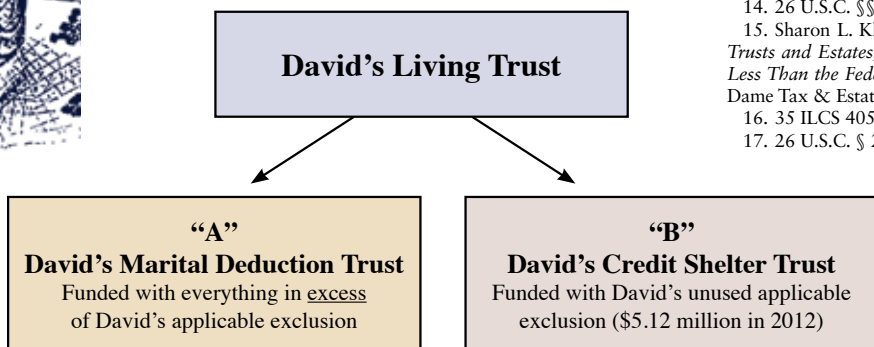 14. 26 U.S.C. §§
15. Sharon L.
Trusts and Estates,
Less Than the
Dame Tax &
16. 35 ILCS 405
17. 26 U.S.C. §
David’s Living Trust
“A”
David’s Marital Deduction Trust
Funded with everything in excess
of David’s applicable exclusion
“B”
David’s Credit Shelter Trust
Funded with David’s unused applicable
exclusion ($5.12 million in 2012)